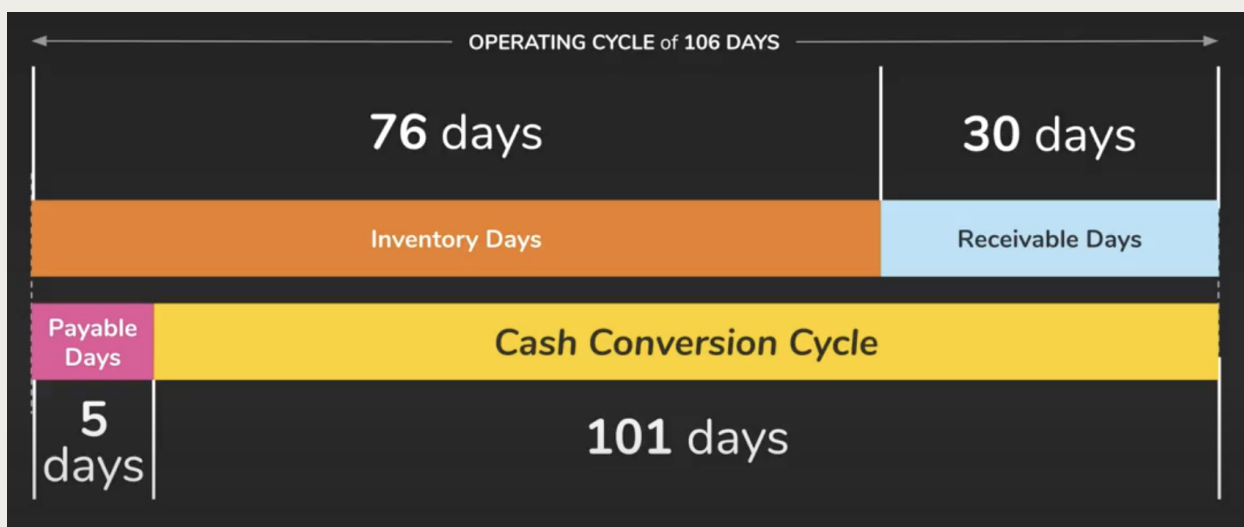 OPERATING CYCLE of 106 DAYS
76 days
30 days
Inventory Days
Receivable Days
Payable
Days
Cash Conversion Cycle
5
days
101 days